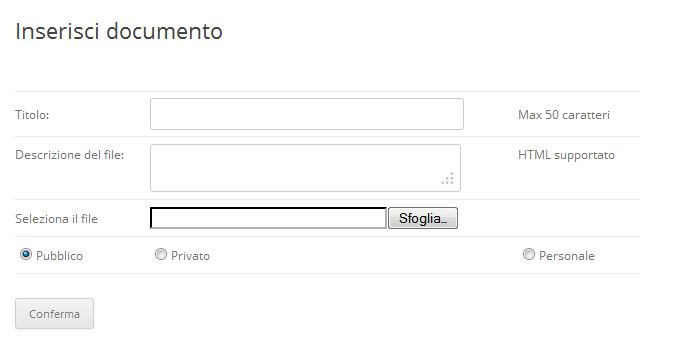 Inserisci documento
Titolo: Max 50 caratteri
Descrizione del file: HTML supportato
Seleziona il file Sfoglia...
Pubblico Privato Personale
Conferma